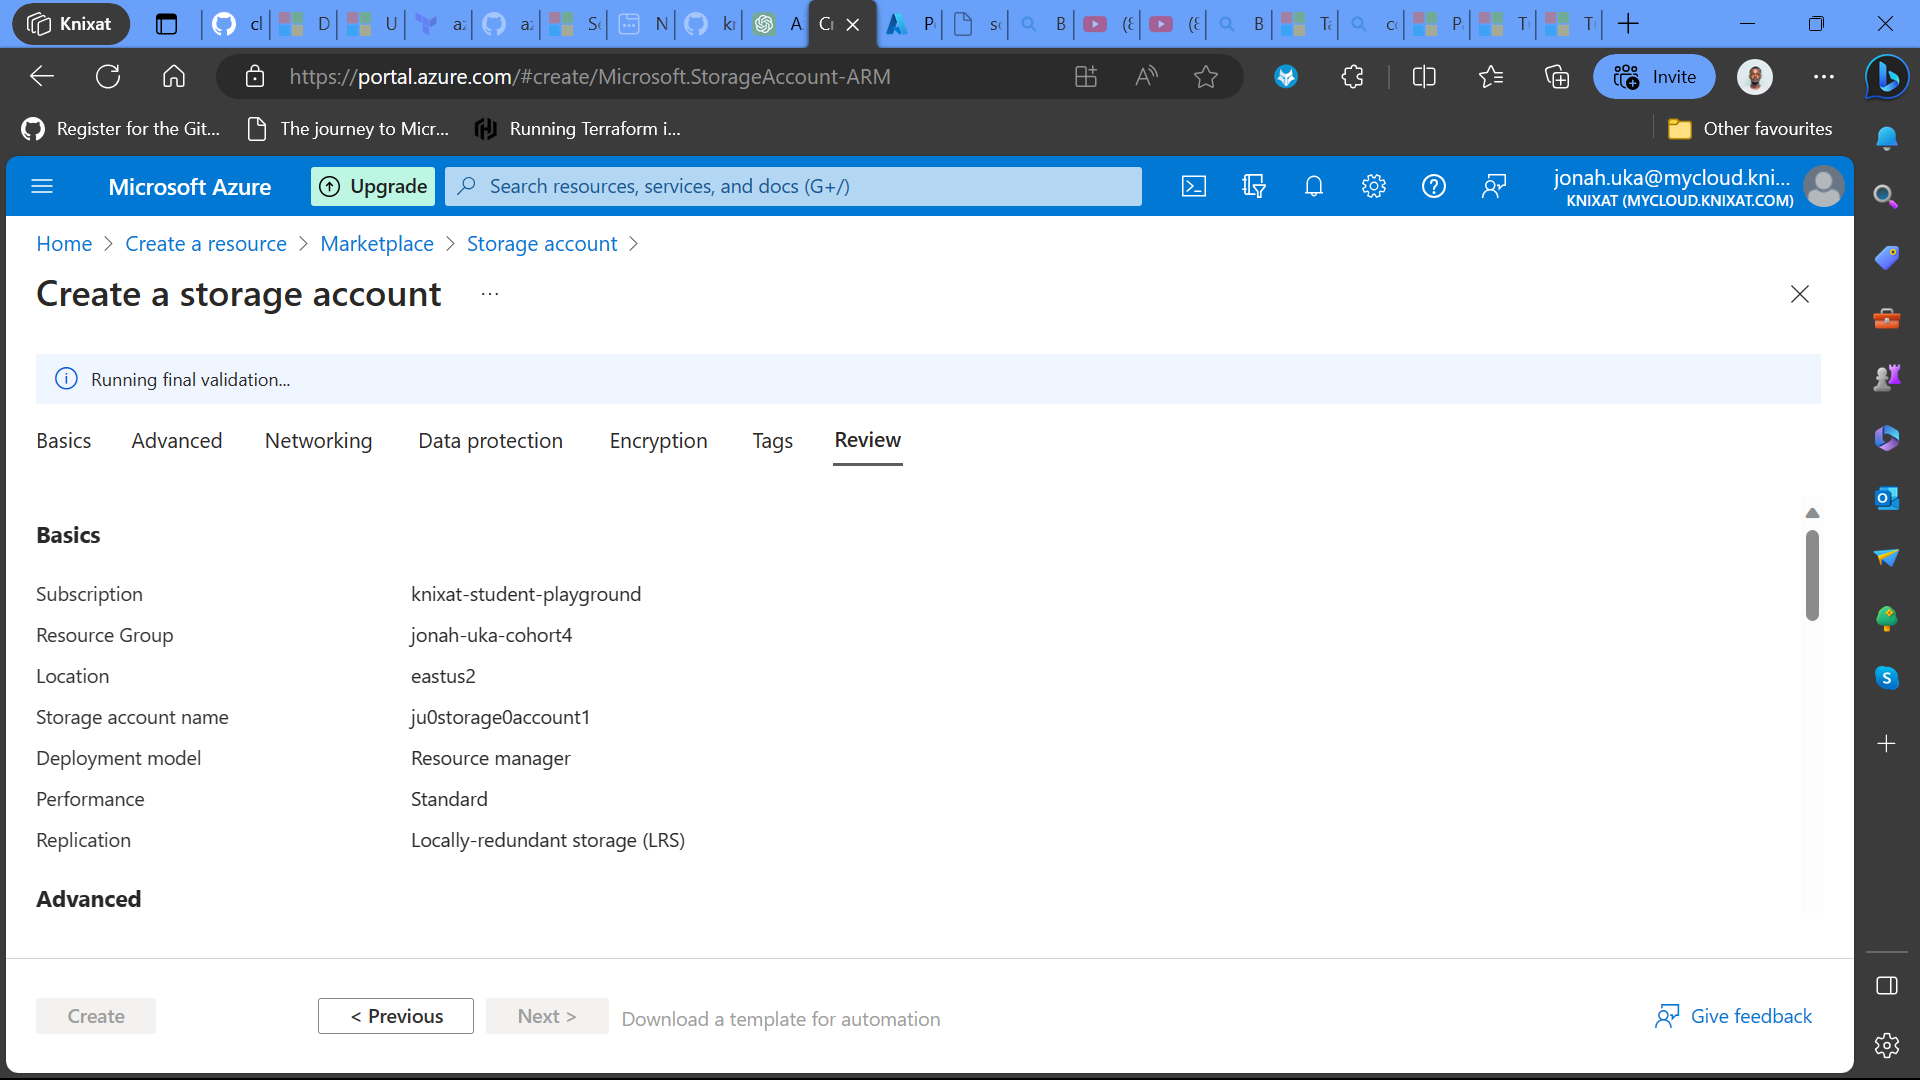 Knixat
https://portal.azure.com/#create/Microsoft.StorageAccount-ARM
Invite
Register for the Git...
The journey to Micr...
Running Terraform i...
Other favourites
Microsoft Azure
Upgrade
Search resources, services, and docs (G+/)
jonah.uka@mycloud.kni...
KNIXAT (MYCLOUD.KNIXAT.COM)
Home > Create a resource > Marketplace > Storage account >
Create a storage account ...
Running final validation...
Basics Advanced Networking Data protection Encryption Tags Review
Basics
Subscription knixat-student-playground
Resource Group jonah-uka-cohort4
Location eastus2
Storage account name ju0storage0account1
Deployment model Resource manager
Performance Standard
Replication Locally-redundant storage (LRS)
Advanced
Create < Previous Next > Download a template for automation Give feedback